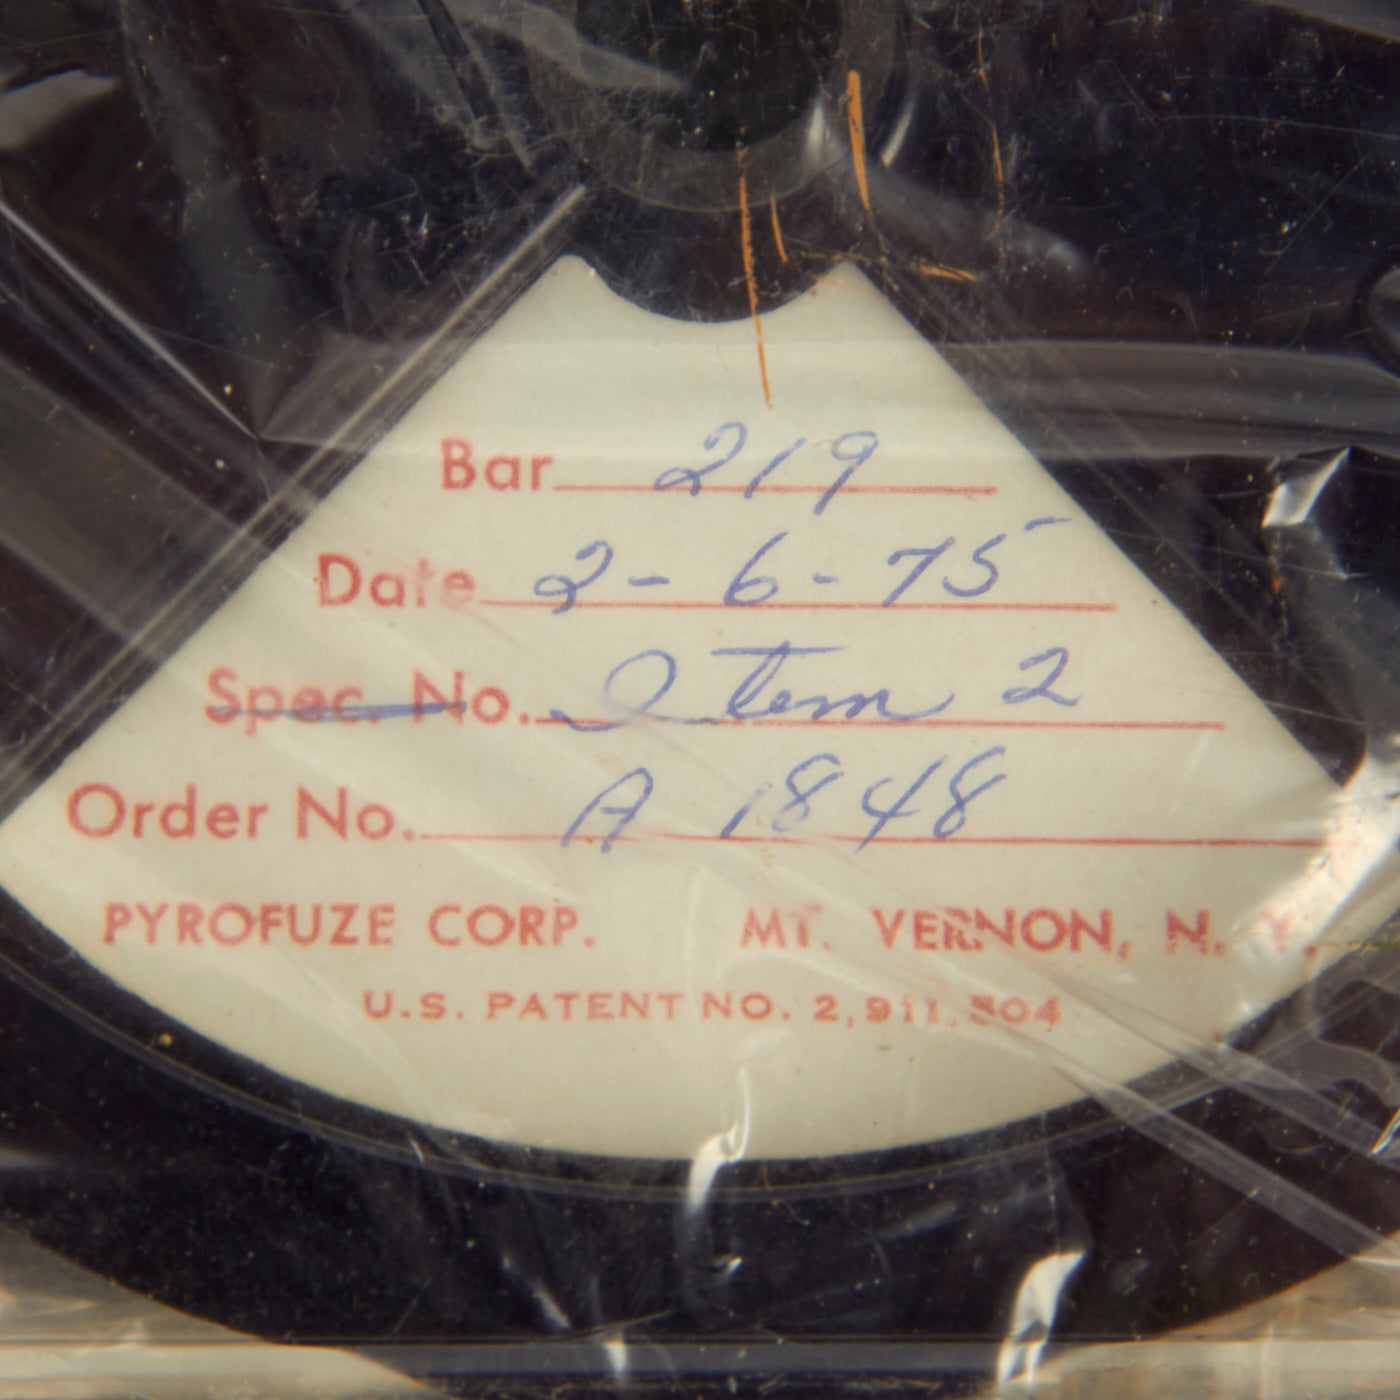 Bar 219
Date 2-6-75
Spec. No. Item 2
Order No. A 1848
PYROFUZE CORP. MT. VERNON, N. Y.
U.S. PATENT NO. 2,911,504